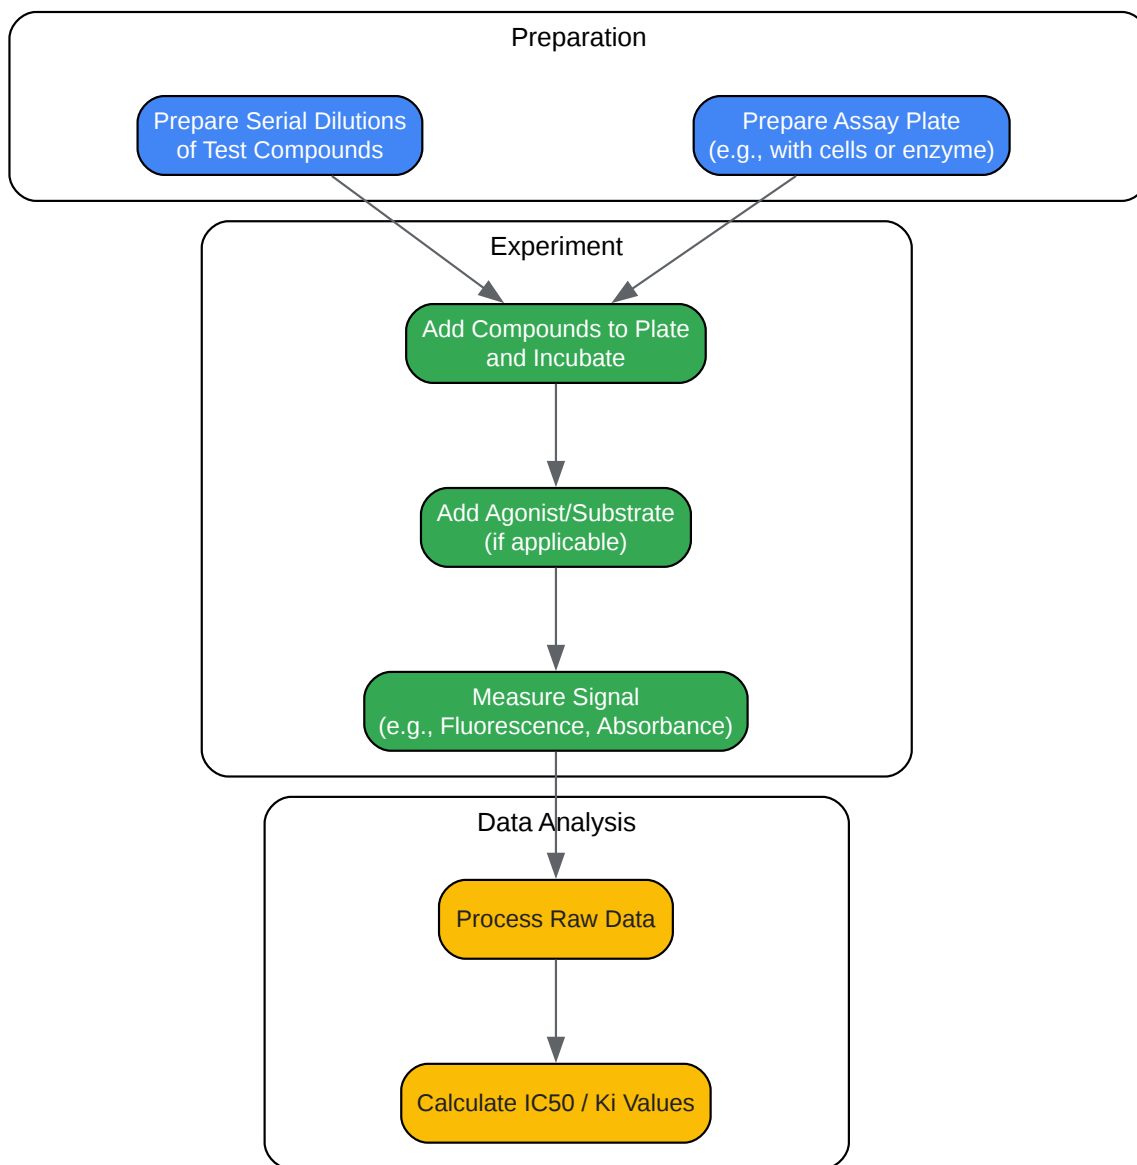 Preparation
Prepare Serial Dilutions
of Test Compounds
Prepare Assay Plate
(e.g., with cells or enzyme)
Experiment
Add Compounds to Plate
and Incubate
Add Agonist/Substrate
(if applicable)
Measure Signal
(e.g., Fluorescence, Absorbance)
Data Analysis
Process Raw Data
Calculate IC50 / Ki Values